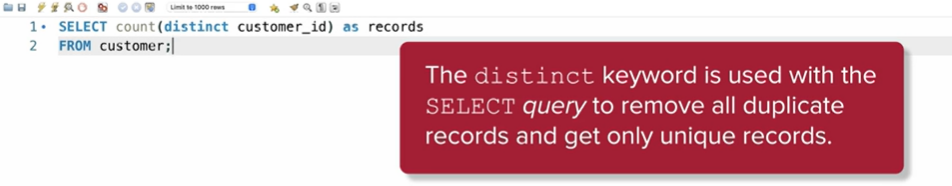 Limit to 1000 rows
1 SELECT count(distinct customer_id) as records
2 FROM customer;
The distinct keyword is used with the
SELECT query to remove all duplicate
records and get only unique records.